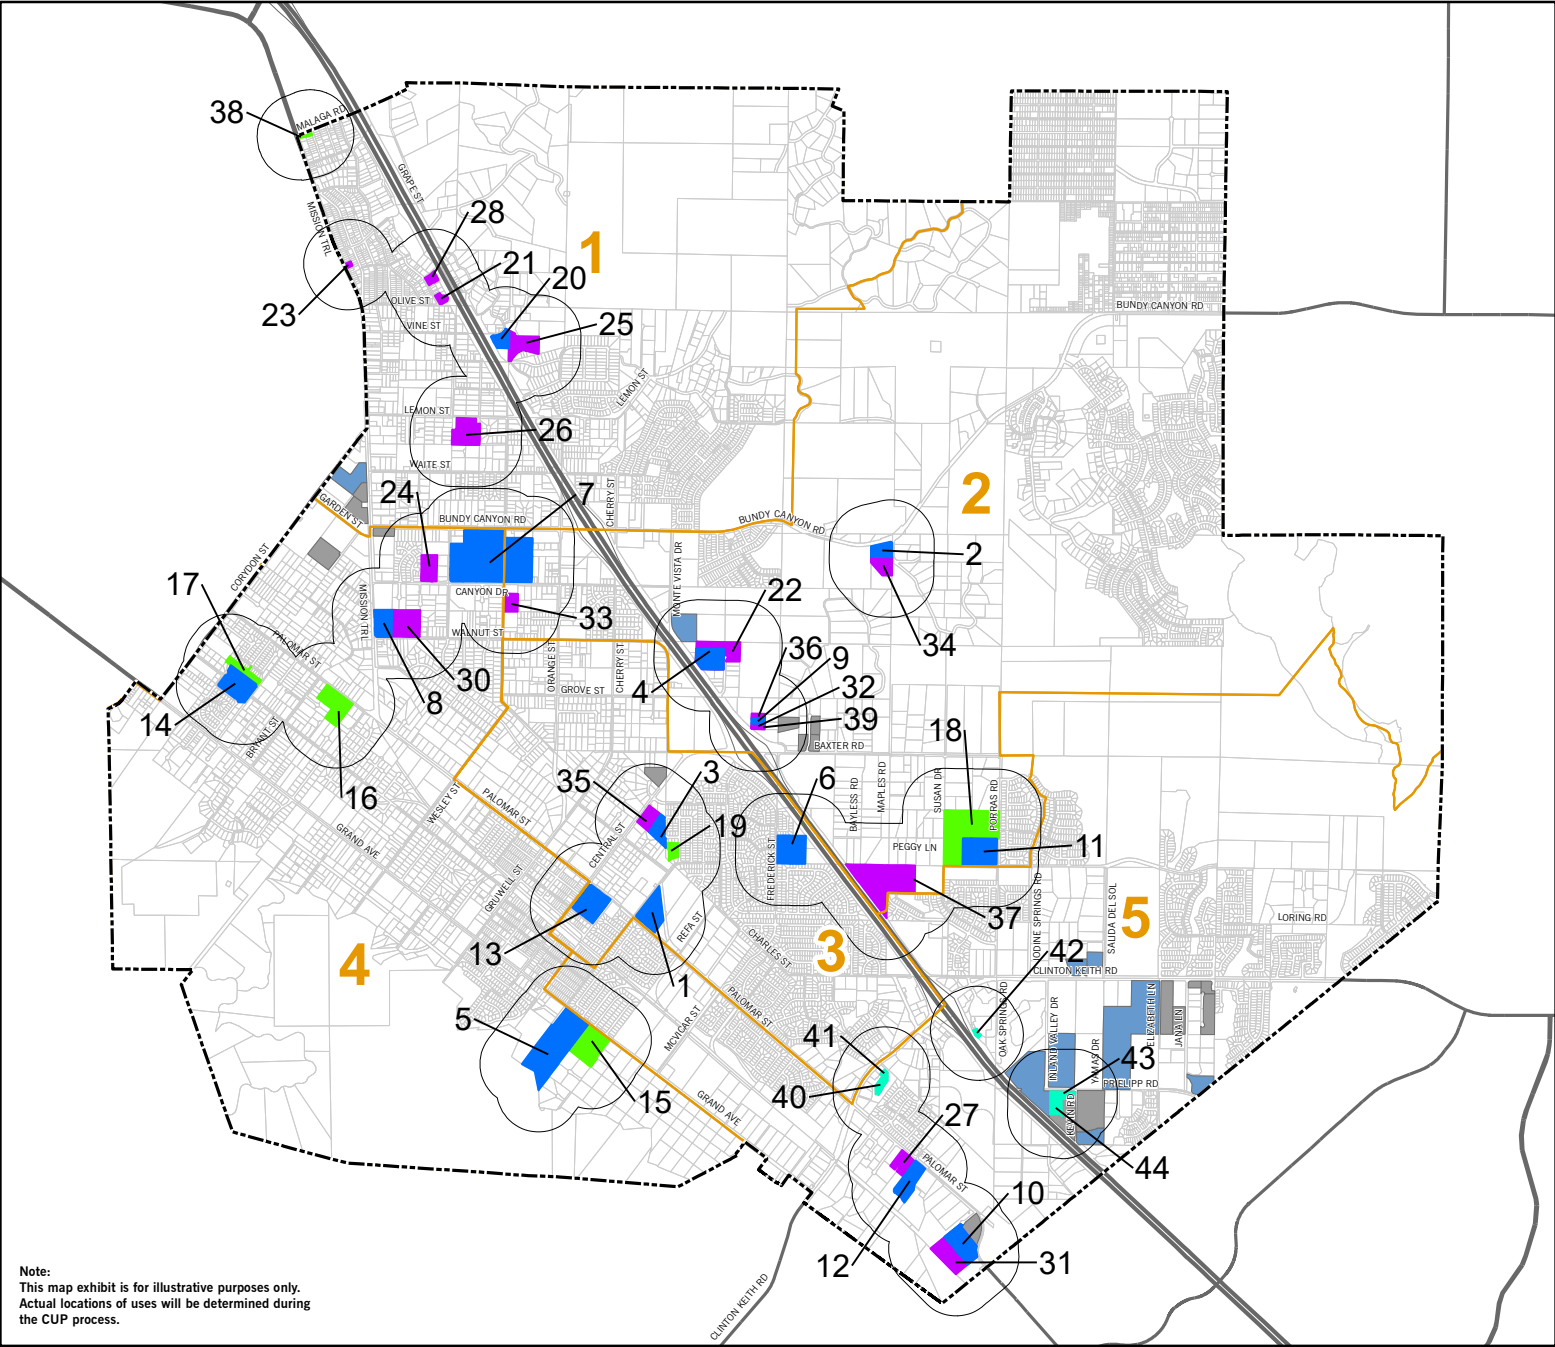 38
MALAGA RD
GRAPE ST
MISSION TRL
28
1
21
20
23
OLIVE ST
VINE ST
25
BUNDY CANYON RD
LEMON ST
LEMON ST
26
WAITE ST
24
7
CHERRY ST
2
GARDEN ST
BUNDY CANYON RD
BUNDY CANYON RD
CORYDON ST
2
17
MISSION TRL
CANYON DR
MONTE VISTA DR
22
33
34
PALOMAR ST
WALNUT ST
ORANGE ST
CHERRY ST
36
9
30
GROVE ST
4
32
8
14
39
BRYANT ST
18
BAXTER RD
16
35
3
6
WESLEY ST
PALOMAR ST
BAYLESS RD
MAPLES RD
SUSAN DR
PORRAS RD
19
GRAND AVE
CENTRAL ST
FREDERICK ST
PEGGY LN
11
GRUWELL ST
37
IODINE SPRINGS RD
SALIDA DEL SOL
5
LORING RD
13
REFA ST
CHARLES ST
3
42
4
1
CLINTON KEITH RD
PALOMAR ST
OAK SPRINGS RD
INLAND VALLEY DR
ELIZABETH LN
JANA LN
5
MCVICAR ST
41
YAMAS DR
43
PRIELIPP RD
15
GRAND AVE
40
KEVIN RD
27
44
PALOMAR ST
10
12
31
CLINTON KEITH RD
Note:
This map exhibit is for illustrative purposes only.
Actual locations of uses will be determined during
the CUP process.